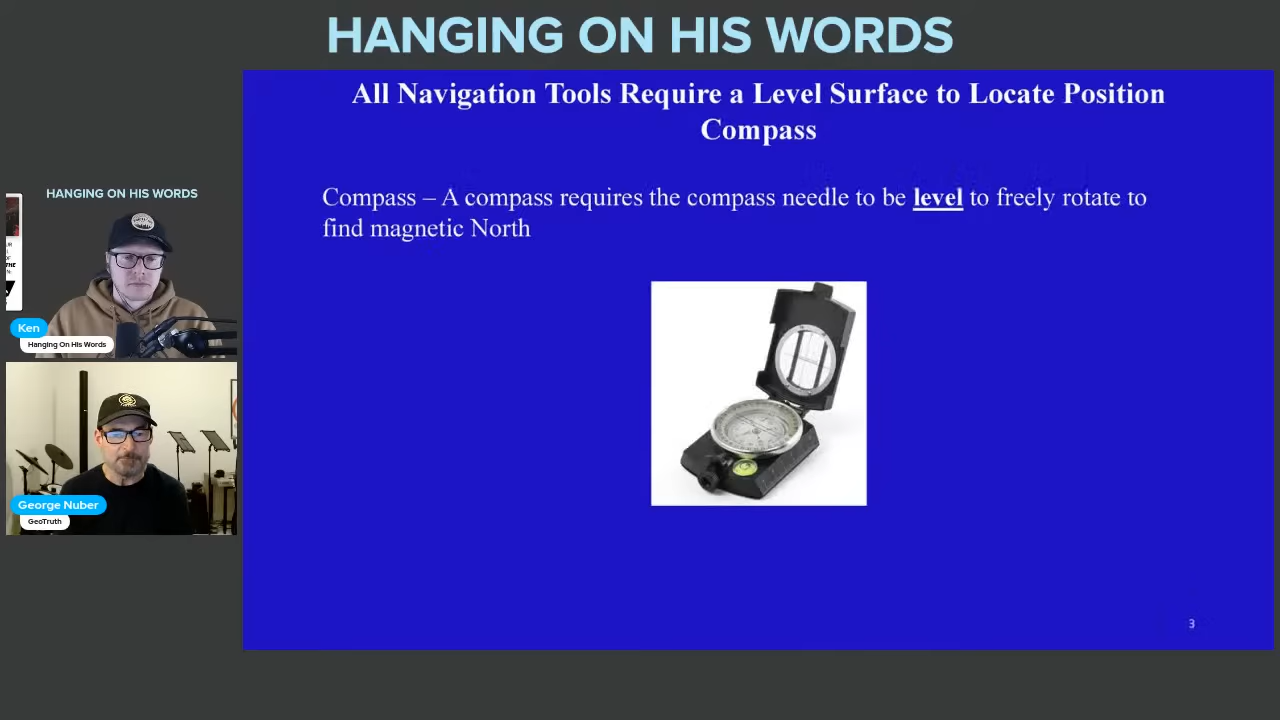 HANGING ON HIS WORDS
All Navigation Tools Require a Level Surface to Locate Position
Compass
Compass – A compass requires the compass needle to be level to freely rotate to
find magnetic North
3
HANGING ON HIS WORDS
Ken
Hanging On His Words
George Nuber
GeoTruth